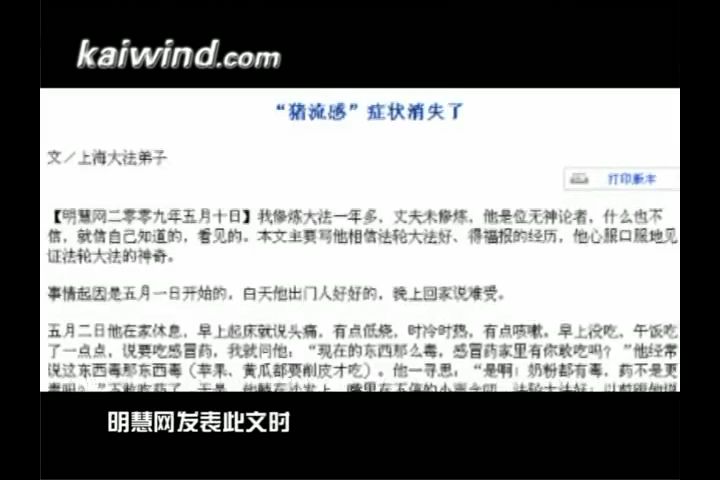 kaiwind.com
“猪流感”症状消失了
文／上海大法弟子
打印版本
【明慧网二零零九年五月十日】我修炼大法一年多，丈夫未修炼，他是位无神论者，什么也不
信，就信自己知道的，看见的。本文主要写他相信法轮大法好、得福报的经历，他心服口服地见
证法轮大法的神奇。
事情起因是五月一日开始的，白天他出门人好好的，晚上回家说难受。
五月二日他在家休息，早上起床就说头痛，有点低烧，时冷时热，有点咳嗽。早上没吃，午饭吃
了一点点，说要吃感冒药，我就问他：“现在的东西那么毒，感冒药家里有你敢吃吗？”他经常
说这东西毒那东西毒（苹果、黄瓜都要削皮才吃）。他一寻思：“是啊！奶粉都有毒，药不是更
明慧网发表此文时